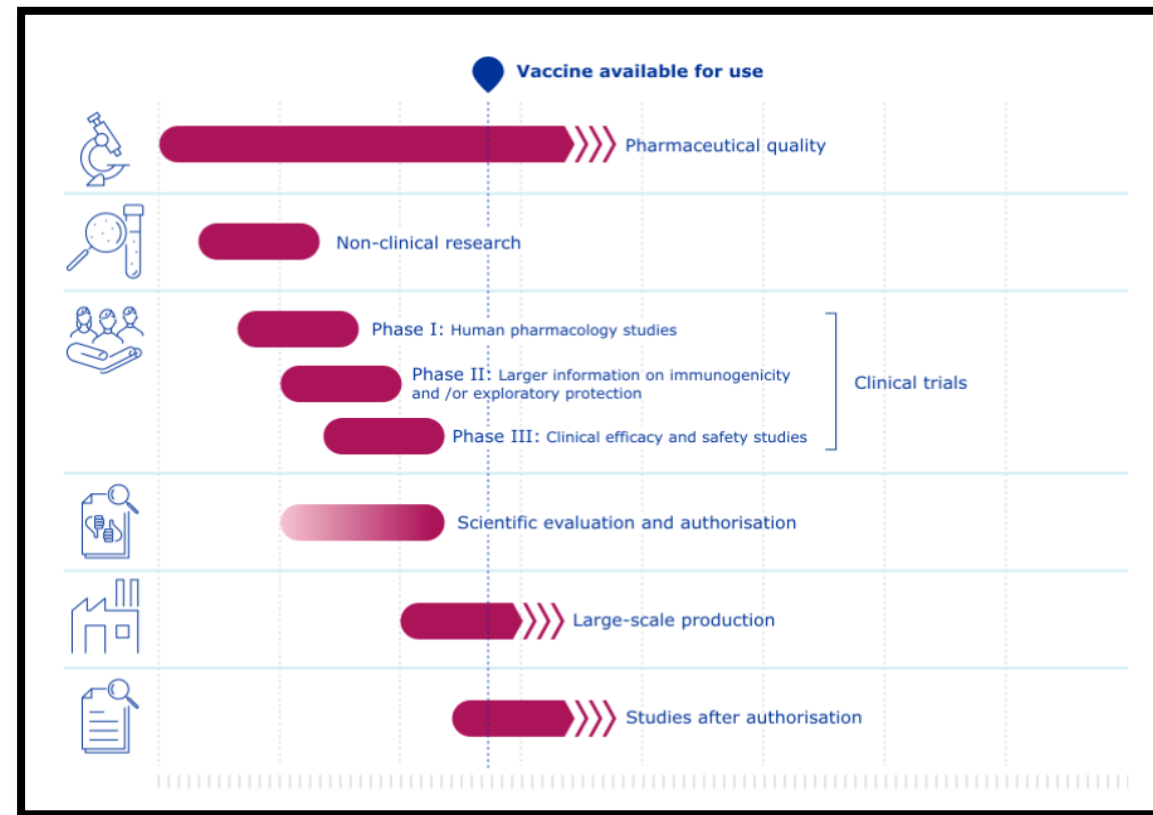 Vaccine available for use
Pharmaceutical quality
Non-clinical research
Phase I: Human pharmacology studies
Phase II: Larger information on immunogenicity
and /or exploratory protection
Phase III: Clinical efficacy and safety studies
Clinical trials
Scientific evaluation and authorisation
Large-scale production
Studies after authorisation